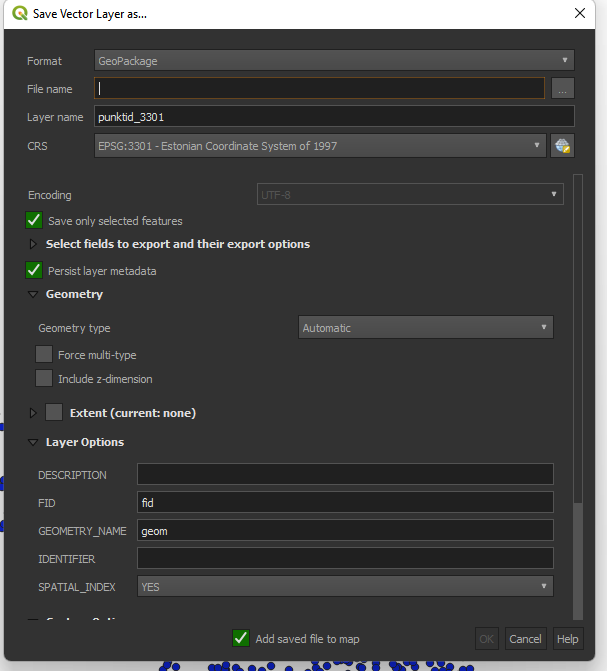 Save Vector Layer as...
Format GeoPackage
File name ...
Layer name punktid_3301
CRS EPSG:3301 - Estonian Coordinate System of 1997
Encoding UTF-8
Save only selected features
Select fields to export and their export options
Persist layer metadata
Geometry
Geometry type Automatic
Force multi-type
Include z-dimension
Extent (current: none)
Layer Options
DESCRIPTION
FID fid
GEOMETRY_NAME geom
IDENTIFIER
SPATIAL_INDEX YES
Add saved file to map OK Cancel Help